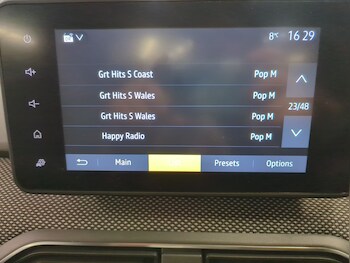 8°c 16 29
Grt Hits S Coast Pop M
Grt Hits S Wales Pop M
Grt Hits S Wales Pop M
Happy Radio Pop M
23/48
Main Presets Options